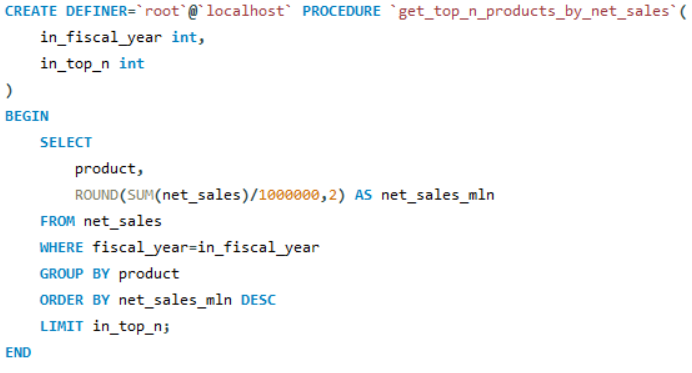 CREATE DEFINER=`root`@`localhost` PROCEDURE `get_top_n_products_by_net_sales`(
    in_fiscal_year int,
    in_top_n int
)
BEGIN
    SELECT
        product,
        ROUND(SUM(net_sales)/1000000,2) AS net_sales_mln
    FROM net_sales
    WHERE fiscal_year=in_fiscal_year
    GROUP BY product
    ORDER BY net_sales_mln DESC
    LIMIT in_top_n;
END